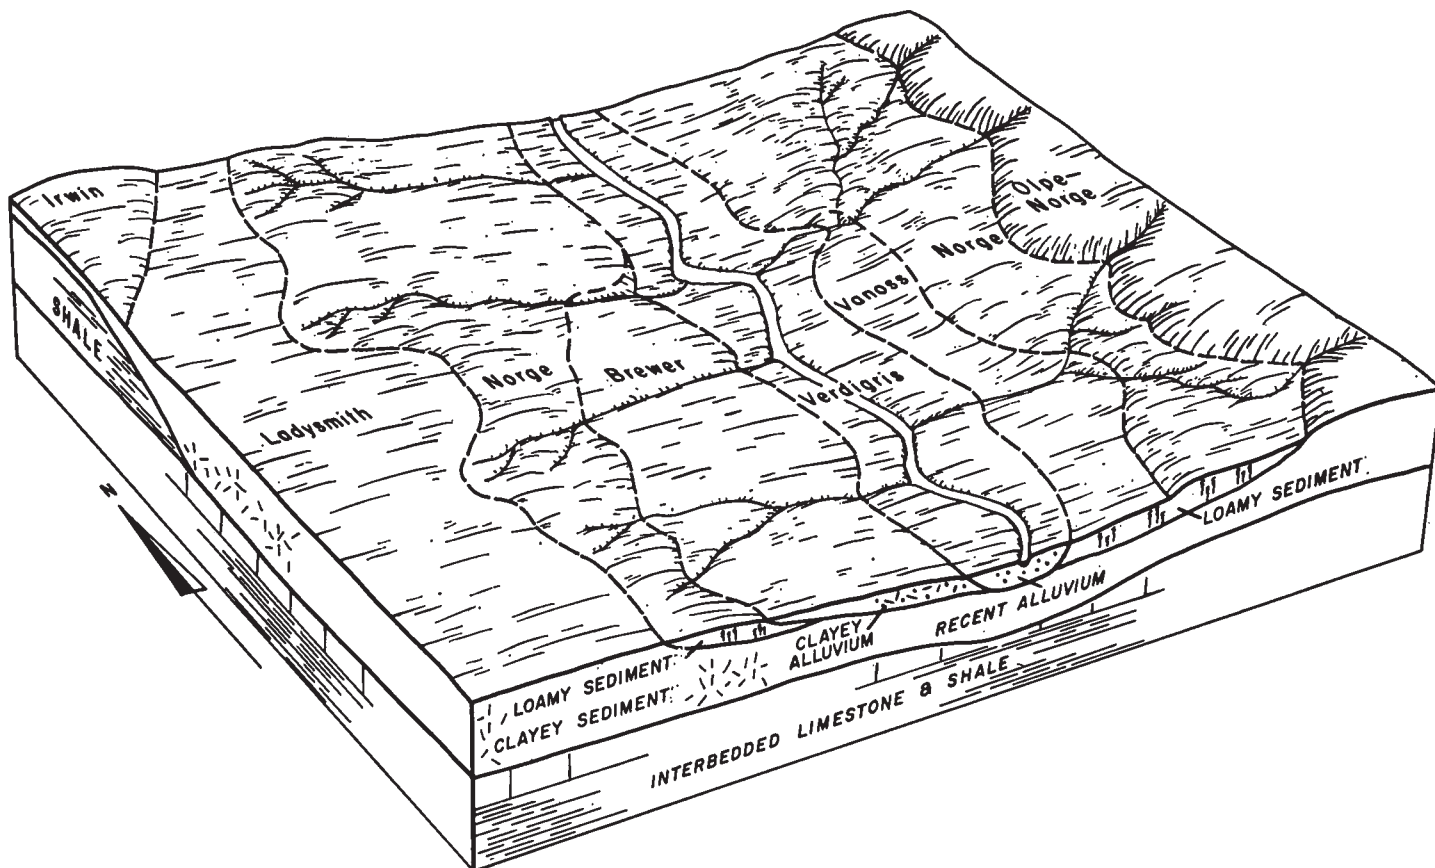 Irwin
Olpe-
Norge
Norge
Vanoss
SHALE
Norge
Brewer
Verdigris
Ladysmith
N
LOAMY SEDIMENT
CLAYEY
ALLUVIUM
RECENT ALLUVIUM
LOAMY SEDIMENT
CLAYEY SEDIMENT
INTERBEDDED LIMESTONE & SHALE